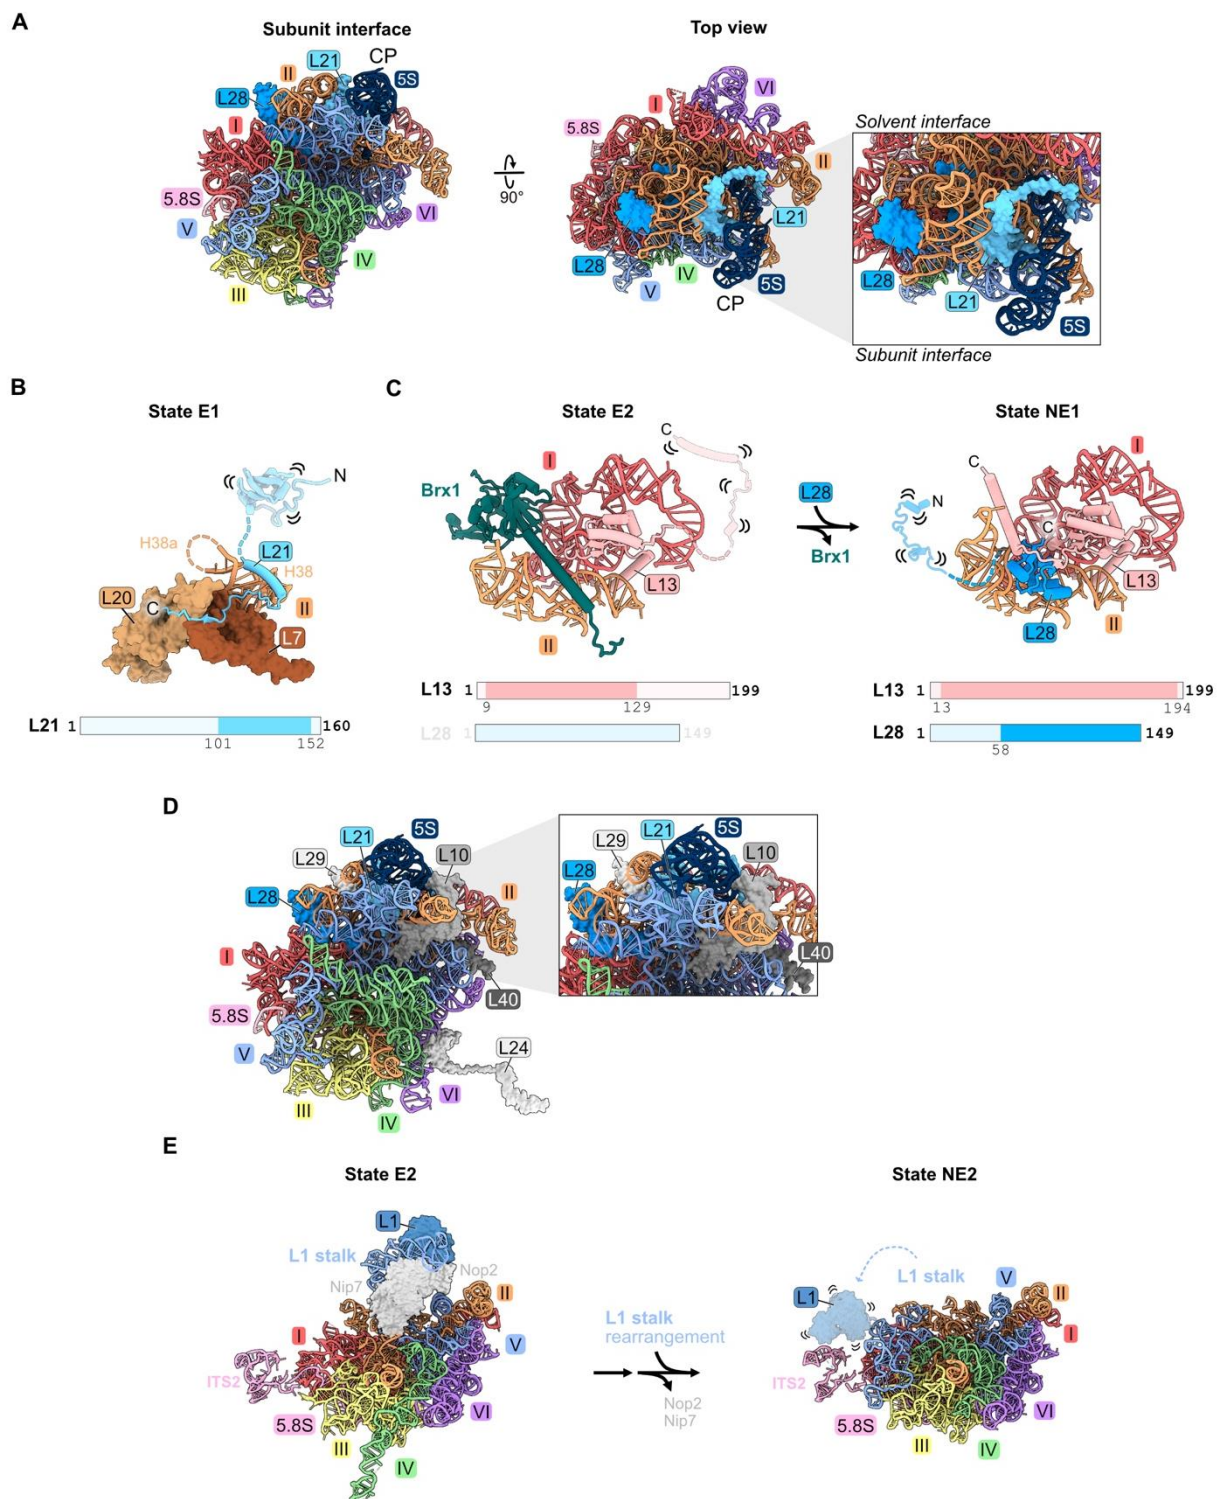 A
Subunit interface
Top view
L21
CP
II
5S
L28
I
5.8S
V
VI
IV
III
90°
VI
I
5.8S
II
L21
L28
IV
5S
V
CP
Solvent interface
L28
L21
5S
Subunit interface
B
State E1
N
H38a
L21
H38
L20
C
II
L7
L21 1
160
101
152
C
State E2
State NE1
C
I
Brx1
L13
II
L28
Brx1
C
I
N
C
L13
L28
II
L13 1
199
9
129
L28 1
149
L13 1
199
13
194
L28 1
149
58
D
5S
L21
L29
L10
L28
II
I
L40
5.8S
L24
V
VI
III
IV
5S
L29
L21
L10
L28
L40
E
State E2
State NE2
L1
L1 stalk
Nop2
Nip7
II
I
V
ITS2
5.8S
VI
III
IV
L1 stalk
rearrangement
Nop2
Nip7
L1 stalk
V
L1
II
I
ITS2
5.8S
VI
III
IV